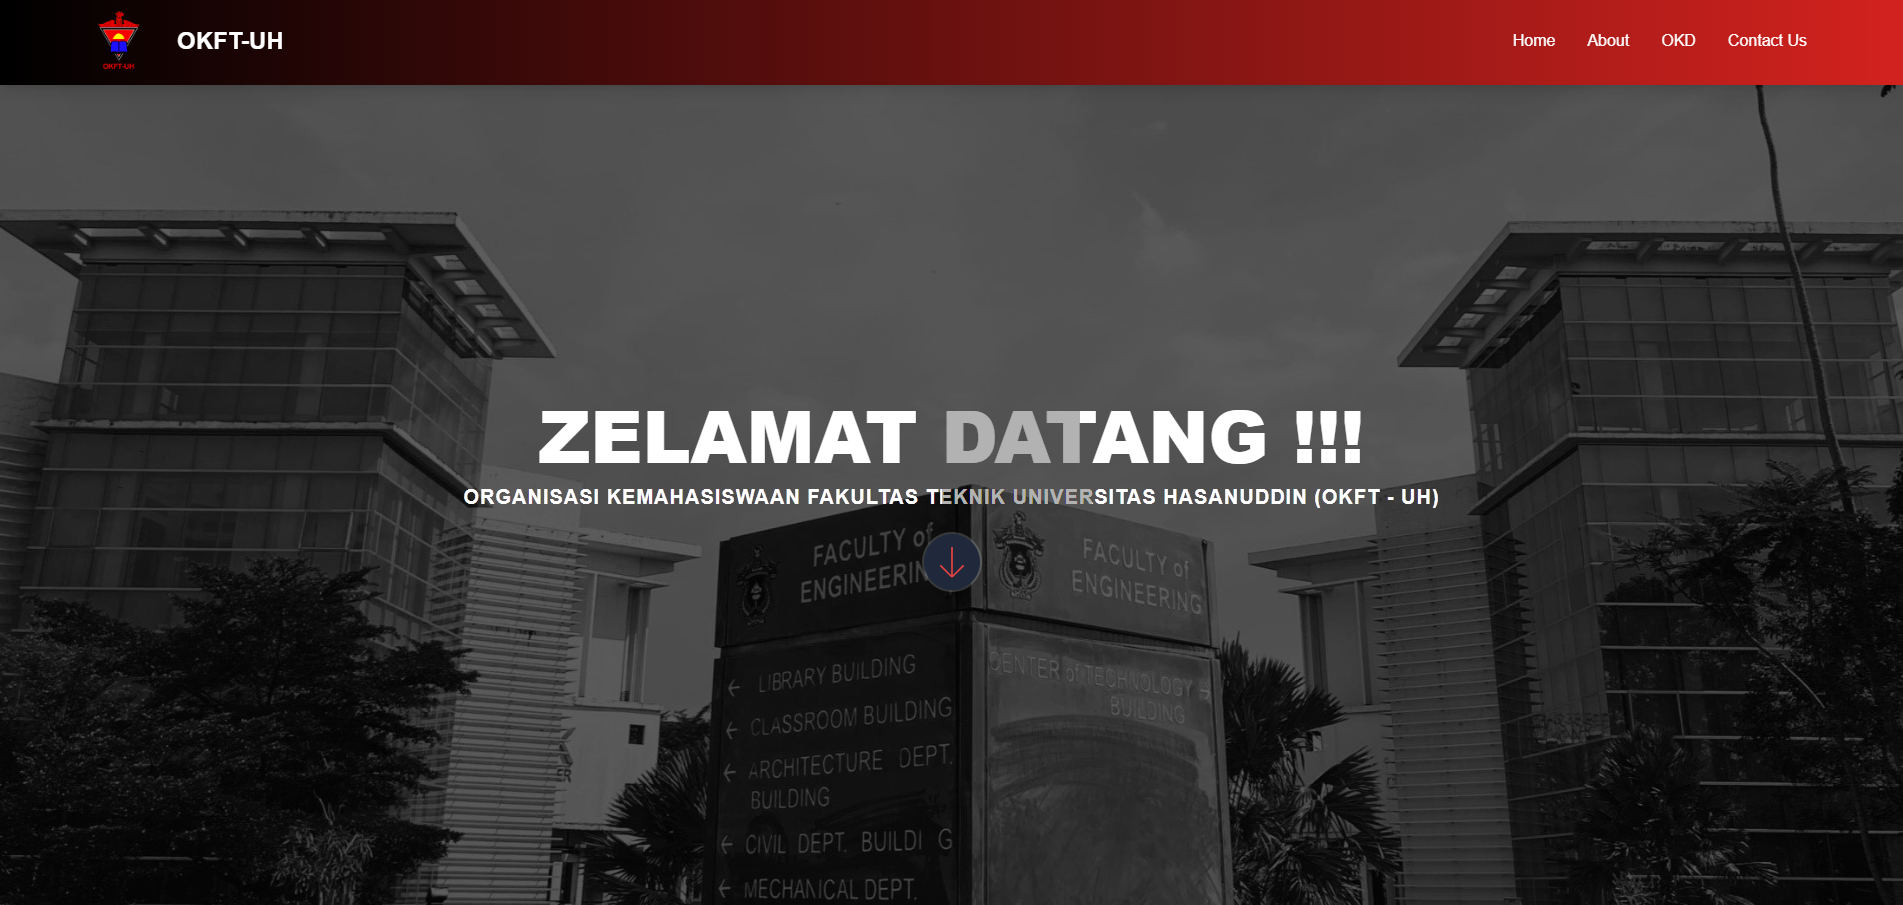 OKFT-UH
OKFT-UH
Home
About
OKD
Contact Us
ZELAMAT DATANG !!!
ORGANISASI KEMAHASISWAAN FAKULTAS TEKNIK UNIVERSITAS HASANUDDIN (OKFT - UH)
FACULTY of
ENGINEERIN
FACULTY of
ENGINEERING
← LIBRARY BUILDING
← CLASSROOM BUILDING
← ARCHITECTURE DEPT.
BUILDING
← CIVIL DEPT. BUILDI G
← MECHANICAL DEPT.
CENTER of TECHNOLOGY →
BUILDING